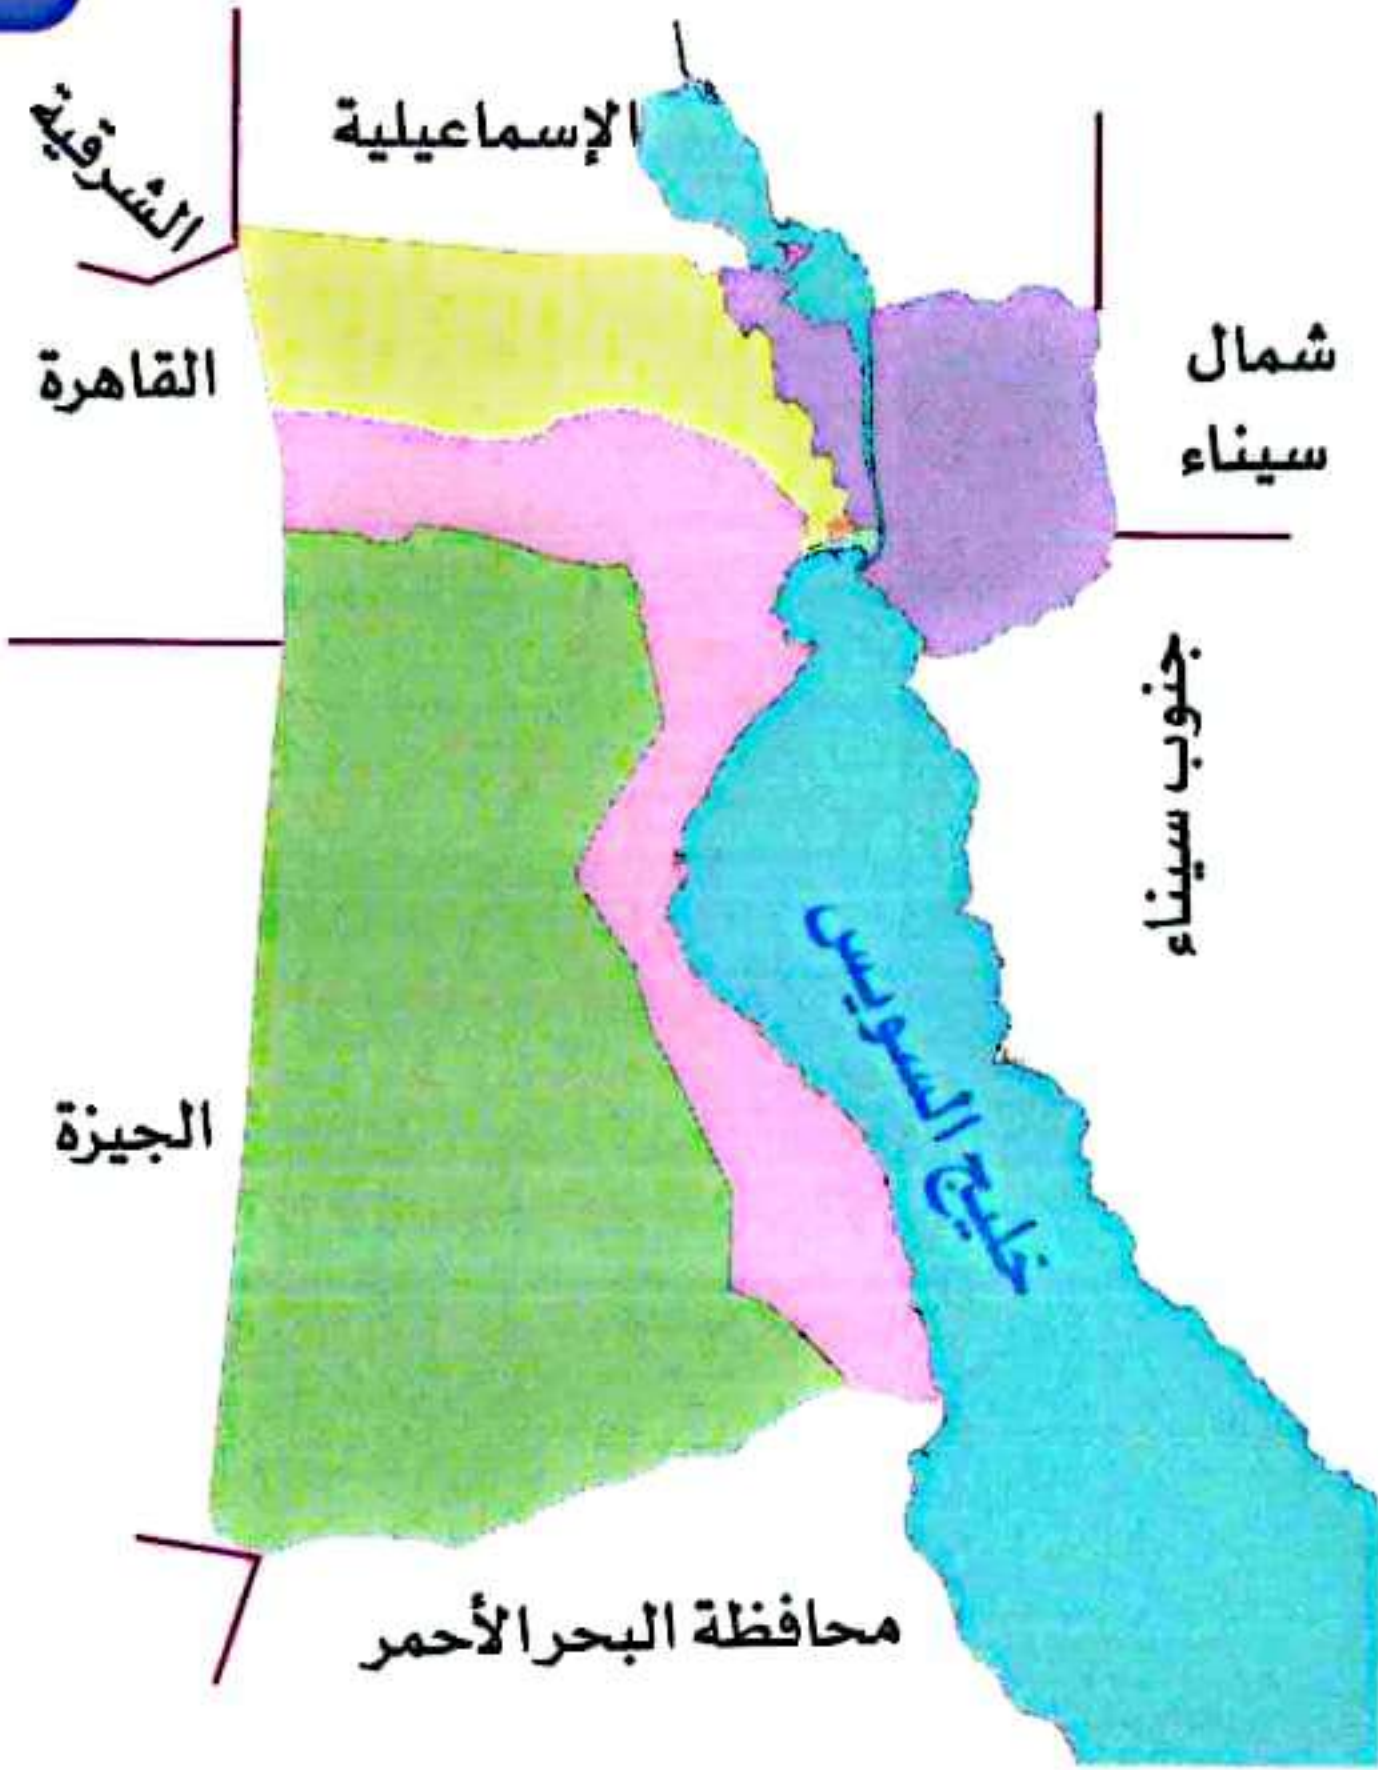 الإسماعيلية
الشرقية
شمال
سيناء
القاهرة
جنوب سيناء
خليج السويس
الجيزة
محافظة البحر الأحمر